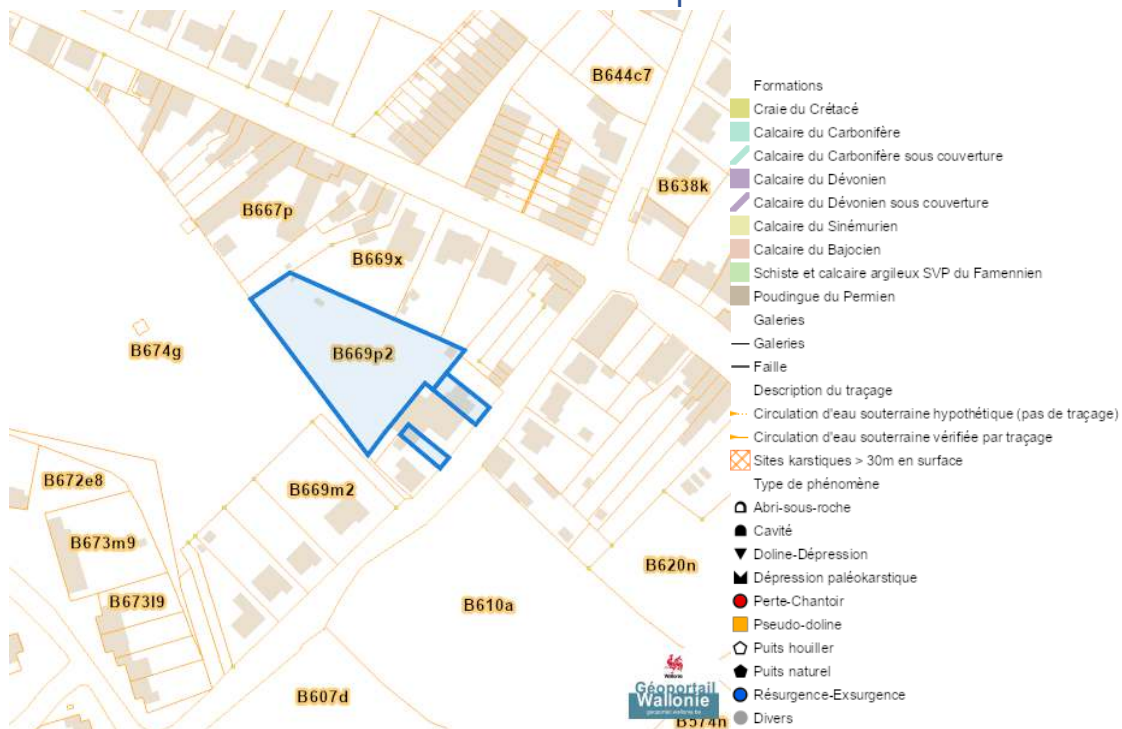 B644c7
B638k
B667p
B669x
B674g
B669p2
B672e8
B669m2
B673m9
B620n
B673l9
B610a
B607d
B574n
Wallonie
Géoportail
Wallonie
geoportail.wallonie.be
Formations
Craie du Crétacé
Calcaire du Carbonifère
Calcaire du Carbonifère sous couverture
Calcaire du Dévonien
Calcaire du Dévonien sous couverture
Calcaire du Sinémurien
Calcaire du Bajocien
Schiste et calcaire argileux SVP du Famennien
Poudingue du Permien
Galeries
Galeries
Faille
Description du traçage
Circulation d'eau souterraine hypothétique (pas de traçage)
Circulation d'eau souterraine vérifiée par traçage
Sites karstiques > 30m en surface
Type de phénomène
Abri-sous-roche
Cavité
Doline-Dépression
Dépression paléokarstique
Perte-Chantoir
Pseudo-doline
Puits houiller
Puits naturel
Résurgence-Exsurgence
Divers